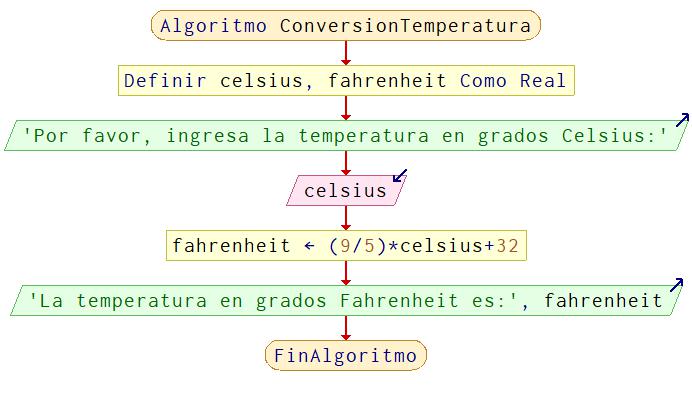 Algoritmo ConversionTemperatura
Definir celsius, fahrenheit Como Real
'Por favor, ingresa la temperatura en grados Celsius:'
celsius
fahrenheit ← (9/5)*celsius+32
'La temperatura en grados Fahrenheit es:', fahrenheit
FinAlgoritmo